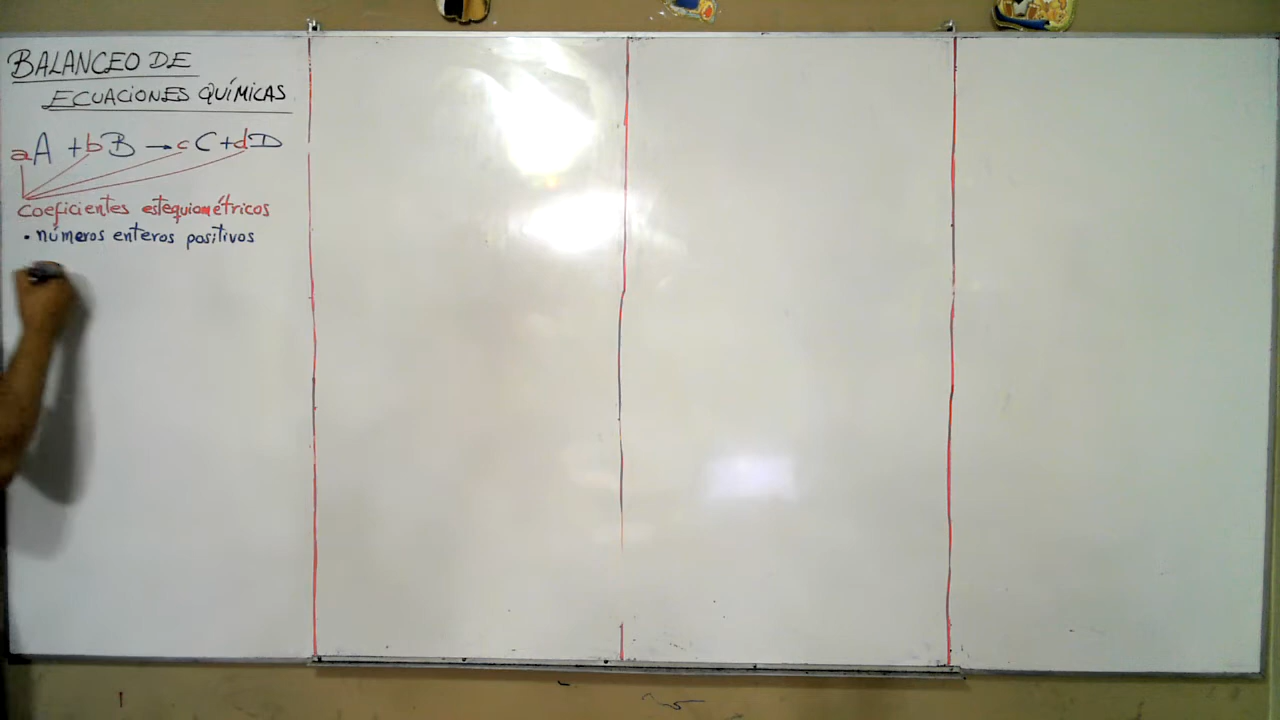 BALANCEO DE
ECUACIONES QUÍMICAS
aA + bB → cC + dD
Coeficientes estequiométricos
• números enteros positivos